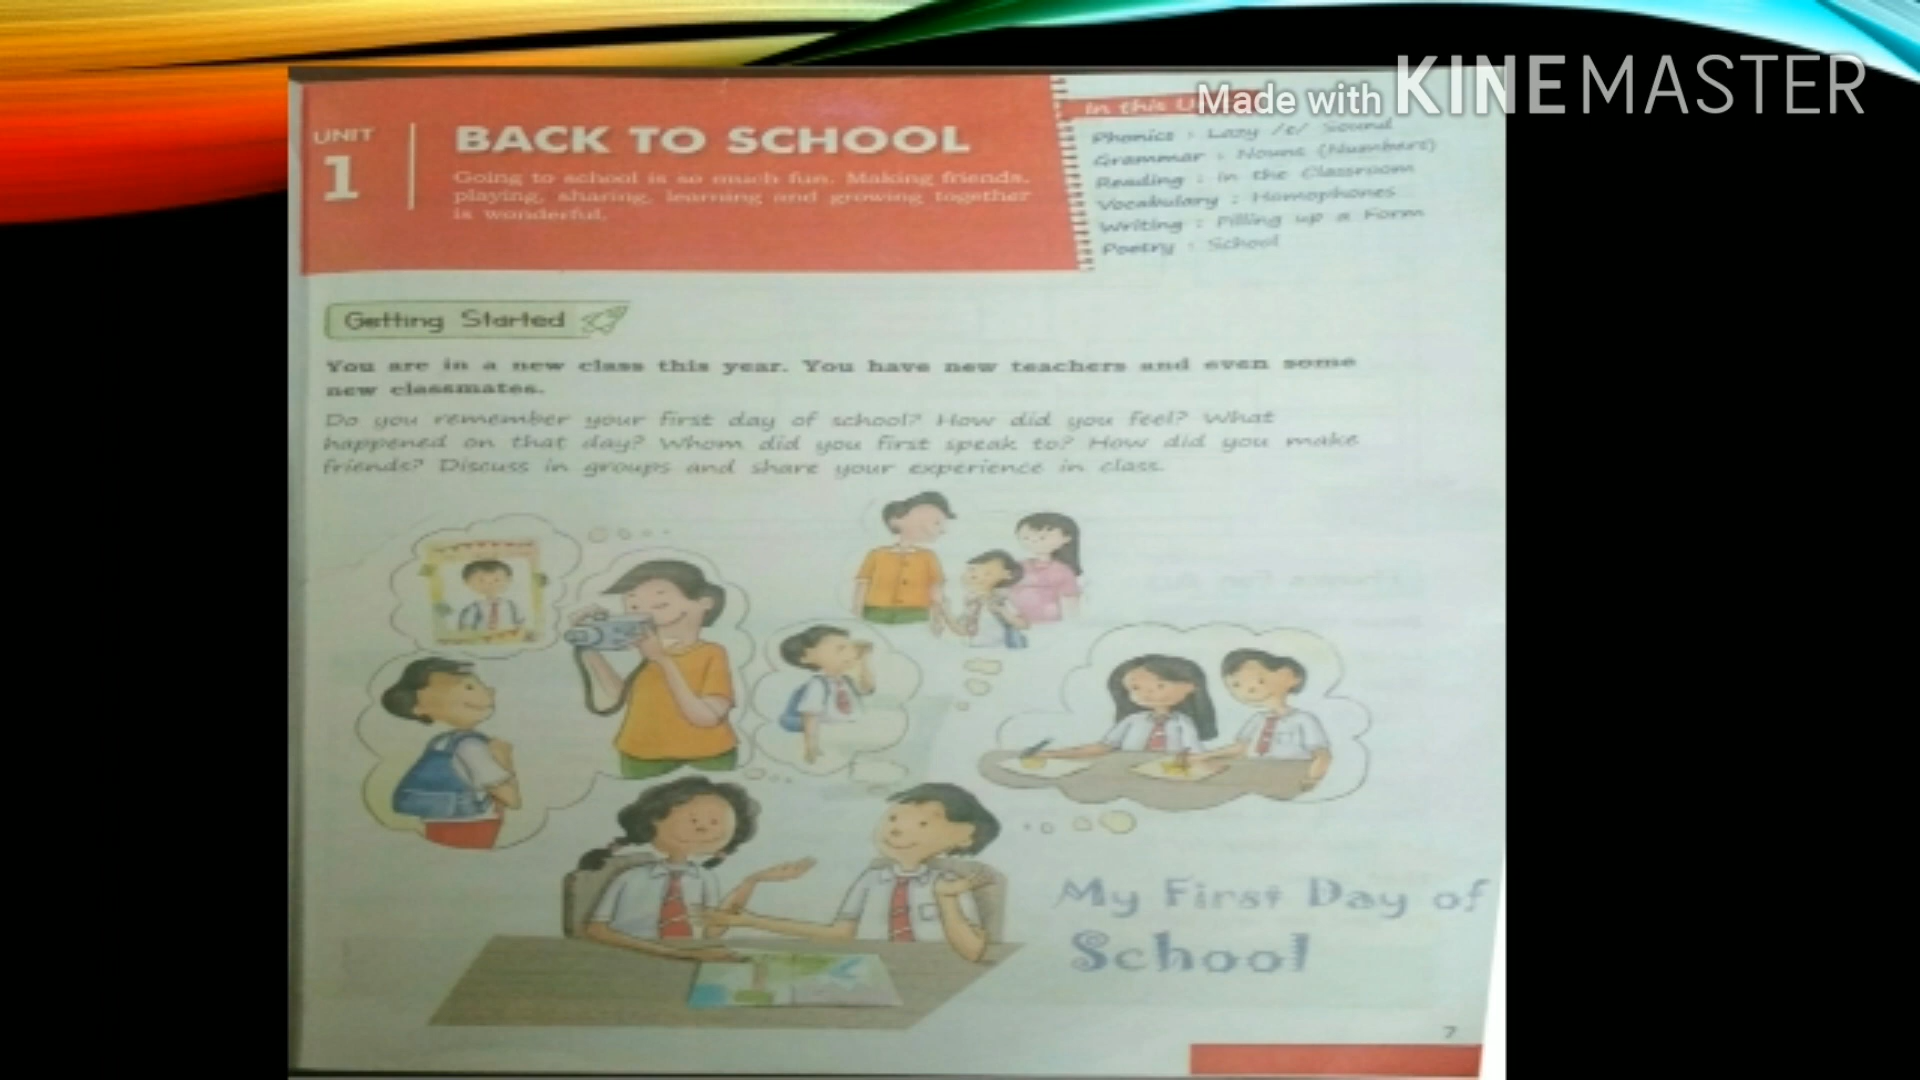 Made with KINEMASTER
UNIT
1
BACK TO SCHOOL
Going to school is so much fun. Making friends,
playing, sharing, learning and growing together
is wonderful.
In this
Phonics : Lazy /e/ Sound
Grammar : Nouns (Numbers)
Reading : In the Classroom
Vocabulary : Homophones
Writing : Filling up a Form
Poetry : School
Getting Started
You are in a new class this year. You have new teachers and even some
new classmates.
Do you remember your first day of school? How did you feel? What
happened on that day? Whom did you first speak to? How did you make
friends? Discuss in groups and share your experience in class.
My First Day of
School
7